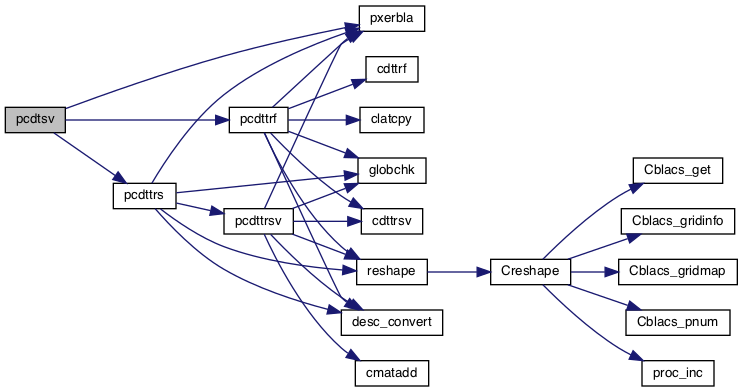 pxerbla
cdttrf
pcdtsv
pcdttrf
clatcpy
globchk
Cblacs_get
pcdttrs
pcdttrsv
cdttrsv
Cblacs_gridinfo
reshape
Creshape
Cblacs_gridmap
desc_convert
Cblacs_pnum
cmatadd
proc_inc